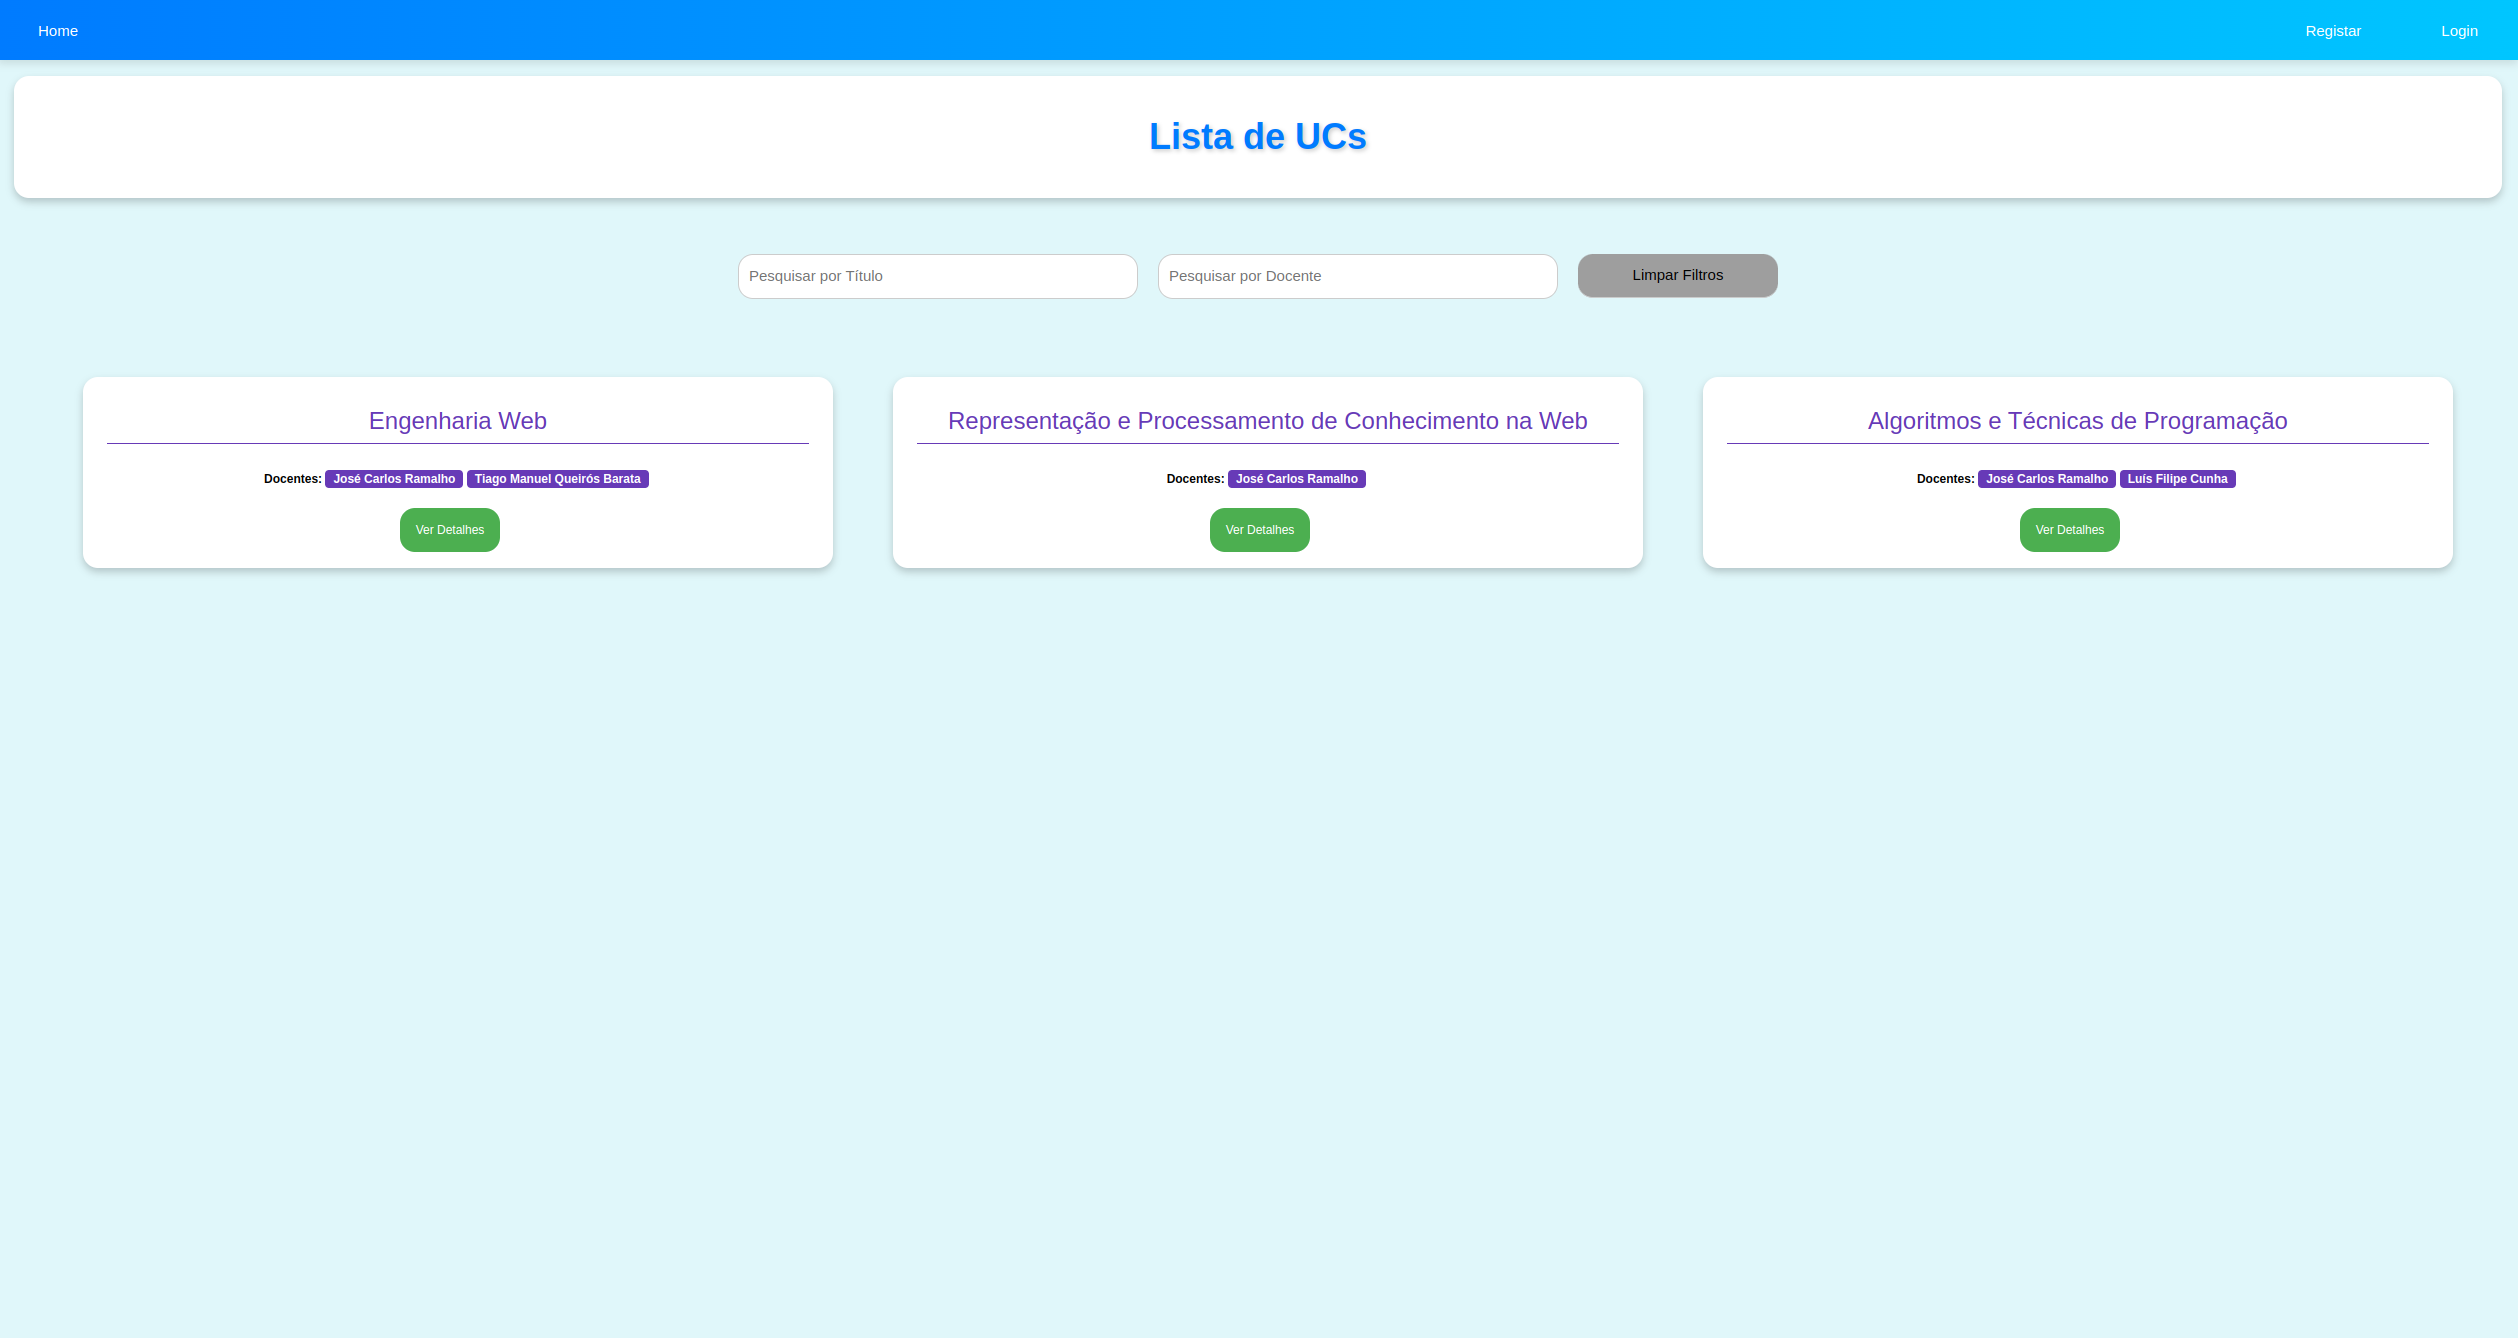 Home Registar Login
Lista de UCs
Pesquisar por Título Pesquisar por Docente Limpar Filtros
Engenharia Web
Docentes: José Carlos Ramalho Tiago Manuel Queirós Barata
Ver Detalhes
Representação e Processamento de Conhecimento na Web
Docentes: José Carlos Ramalho
Ver Detalhes
Algoritmos e Técnicas de Programação
Docentes: José Carlos Ramalho Luís Filipe Cunha
Ver Detalhes